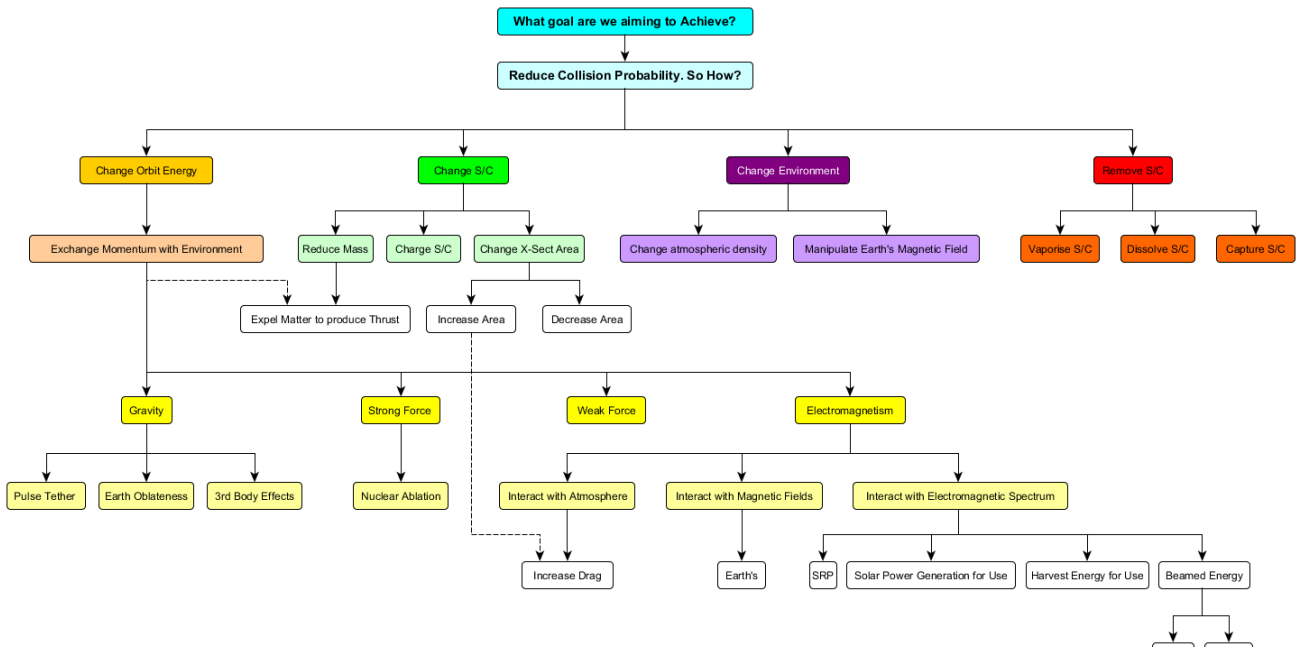 What goal are we aiming to Achieve?
Reduce Collision Probability. So How?
Change Orbit Energy
Change S/C
Change Environment
Remove S/C
Exchange Momentum with Environment
Reduce Mass
Charge S/C
Change X-Sect Area
Change atmospheric density
Manipulate Earth's Magnetic Field
Vaporise S/C
Dissolve S/C
Capture S/C
Expel Matter to produce Thrust
Increase Area
Decrease Area
Gravity
Strong Force
Weak Force
Electromagnetism
Pulse Tether
Earth Oblateness
3rd Body Effects
Nuclear Ablation
Interact with Atmosphere
Interact with Magnetic Fields
Interact with Electromagnetic Spectrum
Increase Drag
Earth's
SRP
Solar Power Generation for Use
Harvest Energy for Use
Beamed Energy